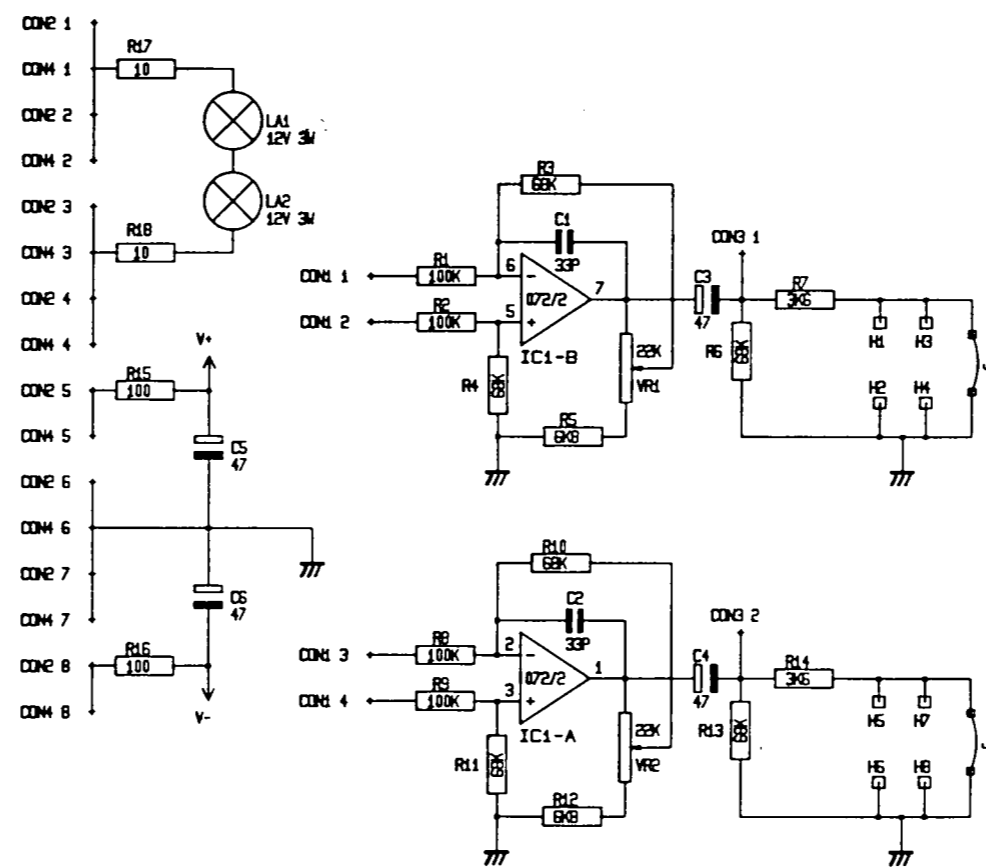 CON2 1
CON4 1
CON2 2
CON4 2
CON2 3
CON4 3
CON2 4
CON4 4
CON2 5
CON4 5
CON2 6
CON4 6
CON2 7
CON4 7
CON2 8
CON4 8
R17
10
LA1
12V 3W
LA2
12V 3W
R18
10
V+
R15
100
C5
47
C6
47
R16
100
V-
CON1 1
CON1 2
R1
100K
R2
100K
R3
68K
C1
33P
6
5
7
072/2
IC1-B
R4
68K
R5
6K8
22K
VR1
C3
47
CON3 1
R6
68K
R7
3K6
H1
H3
H2
H4
CON1 3
CON1 4
R8
100K
R9
100K
R10
68K
C2
33P
2
3
1
072/2
IC1-A
R11
68K
R12
6K8
22K
VR2
C4
47
CON3 2
R13
68K
R14
3K6
H5
H7
H6
H8